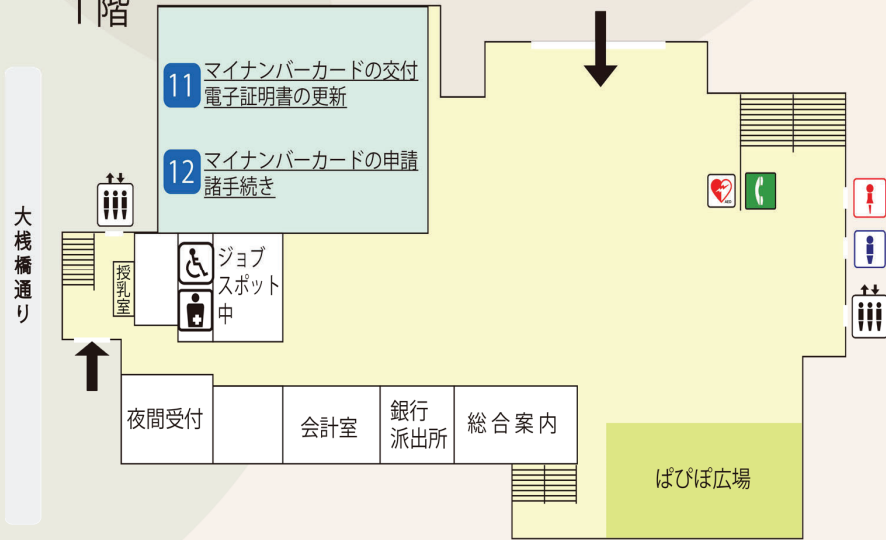 1階
11 マイナンバーカードの交付
電子証明書の更新
12 マイナンバーカードの申請
諸手続き
大桟橋通り
授乳室
ジョブ
スポット
中
AED
夜間受付
会計室
銀行
派出所
総合案内
ぱぴぽ広場